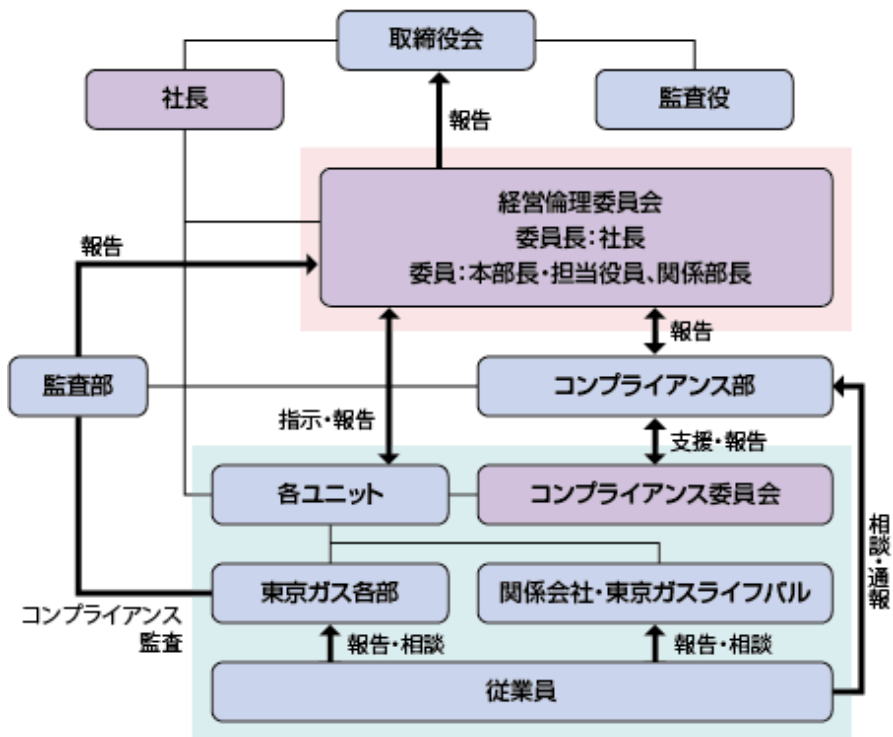 取締役会
社長
監査役
報告
経営倫理委員会
委員長：社長
委員：本部長・担当役員、関係部長
報告
報告
監査部
コンプライアンス部
指示・報告
支援・報告
各ユニット
コンプライアンス委員会
相談・通報
東京ガス各部
関係会社・東京ガスライフバル
コンプライアンス
監査
報告・相談
報告・相談
従業員